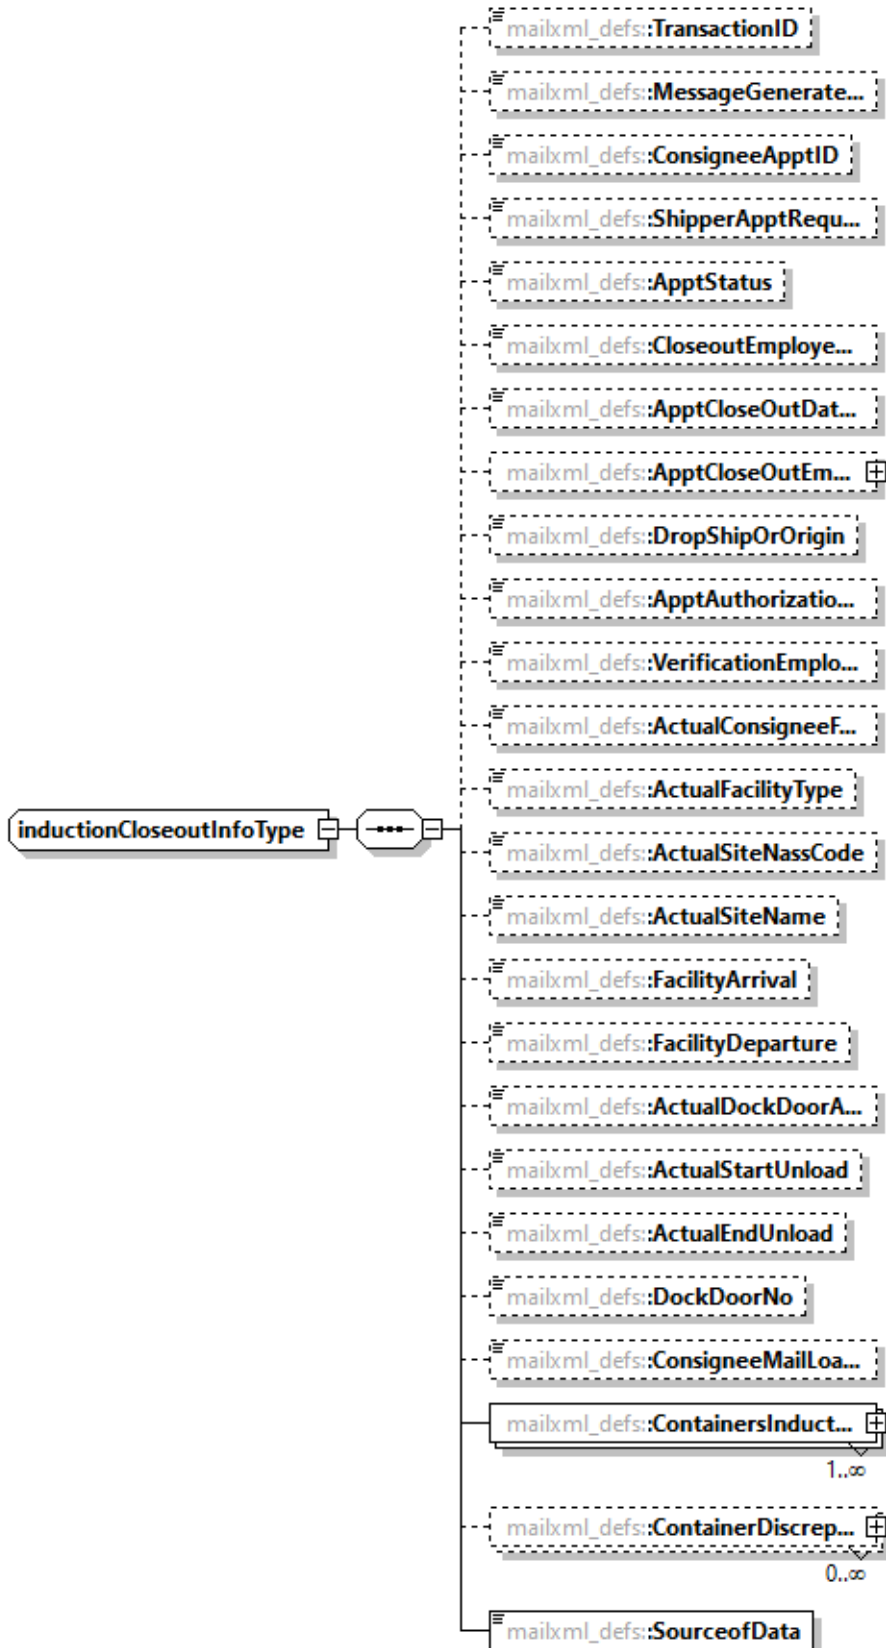 mailxml_defs::TransactionID
mailxml_defs::MessageGenerate...
mailxml_defs::ConsigneeApptID
mailxml_defs::ShipperApptRequ...
mailxml_defs::ApptStatus
mailxml_defs::CloseoutEmploye...
mailxml_defs::ApptCloseOutDat...
mailxml_defs::ApptCloseOutEm...
mailxml_defs::DropShipOrOrigin
mailxml_defs::ApptAuthorizatio...
mailxml_defs::VerificationEmplo...
mailxml_defs::ActualConsigneeF...
mailxml_defs::ActualFacilityType
inductionCloseoutInfoType
mailxml_defs::ActualSiteNassCode
mailxml_defs::ActualSiteName
mailxml_defs::FacilityArrival
mailxml_defs::FacilityDeparture
mailxml_defs::ActualDockDoorA...
mailxml_defs::ActualStartUnload
mailxml_defs::ActualEndUnload
mailxml_defs::DockDoorNo
mailxml_defs::ConsigneeMailLoa...
mailxml_defs::ContainersInduct...
1..∞
mailxml_defs::ContainerDiscrep...
0..∞
mailxml_defs::SourceofData